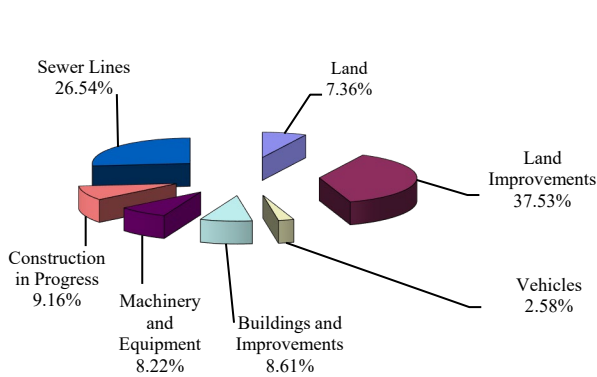 Sewer Lines
26.54%
Land
7.36%
Land
Improvements
37.53%
Vehicles
2.58%
Buildings and
Improvements
8.61%
Machinery
and
Equipment
8.22%
Construction
in Progress
9.16%